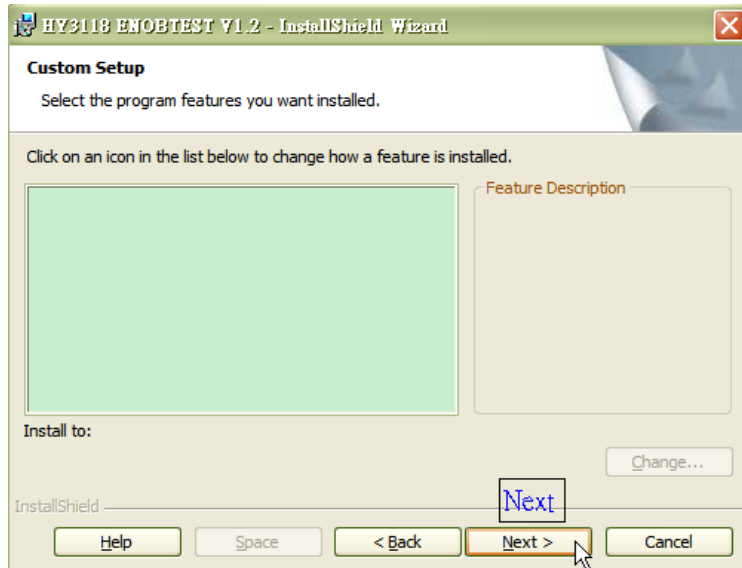 HY3118 ENOBTEST V1.2 - InstallShield Wizard
Custom Setup
Select the program features you want installed.
Click on an icon in the list below to change how a feature is installed.
Feature Description
Install to:
Change...
InstallShield
Next
Help
Space
< Back
Next >
Cancel